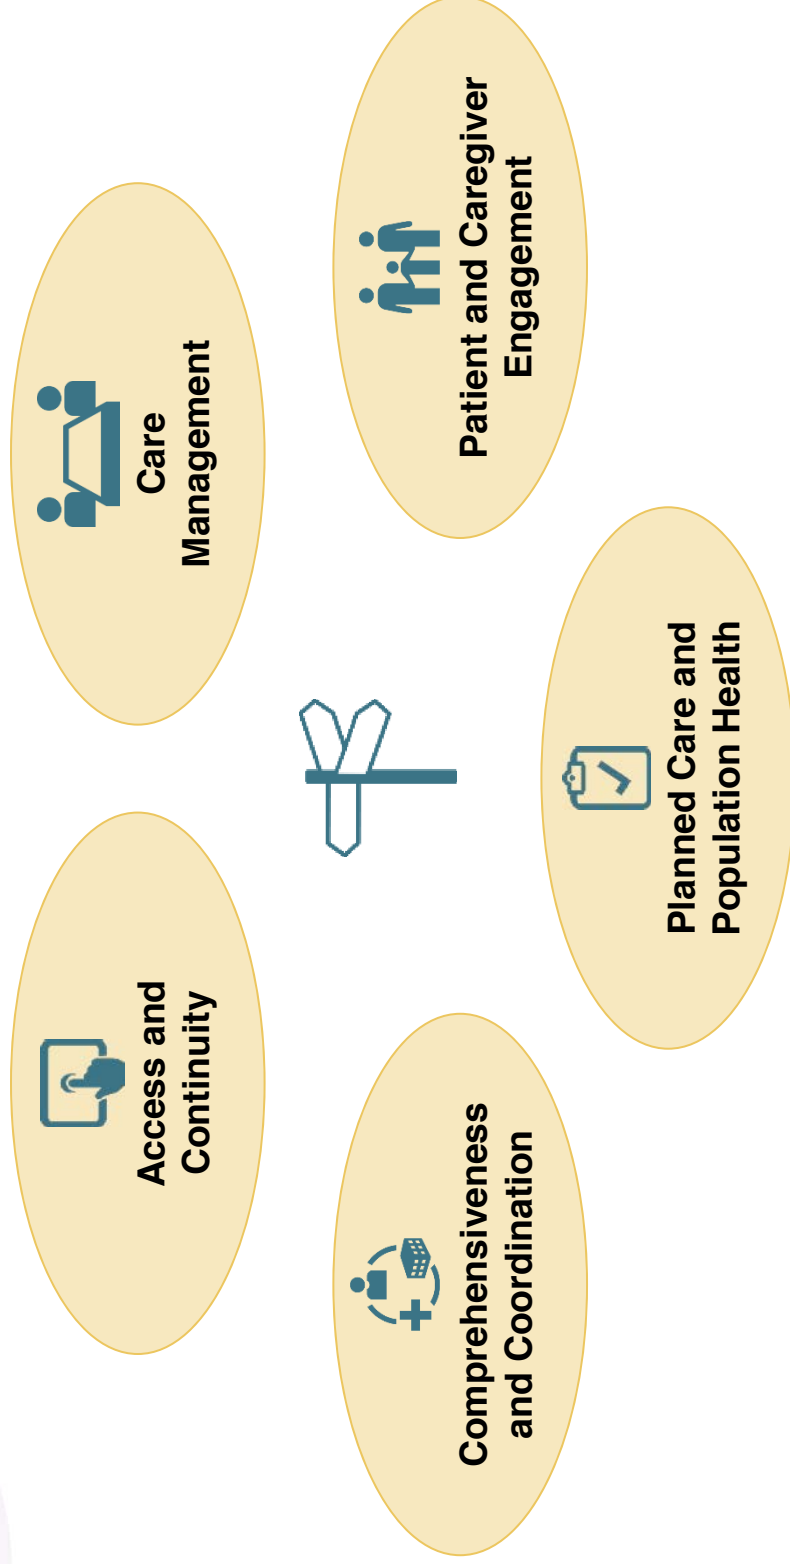 Access and
Continuity
Care
Management
Comprehensiveness
and Coordination
Patient and Caregiver
Engagement
Planned Care and
Population Health